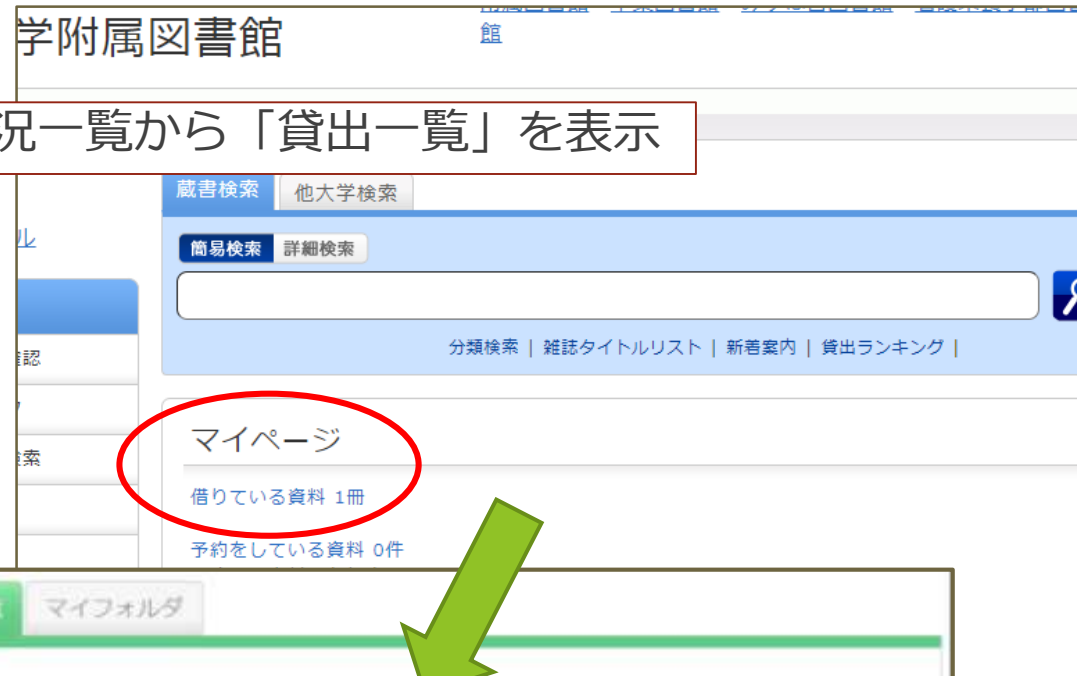 学附属図書館
館
況一覧から「貸出一覧」を表示
蔵書検索 他大学検索
ル
簡易検索 詳細検索
分類検索 | 雑誌タイトルリスト | 新着案内 | 貸出ランキング |
認
マイページ
索
借りている資料 1冊
予約をしている資料 0件
マイフォルダ